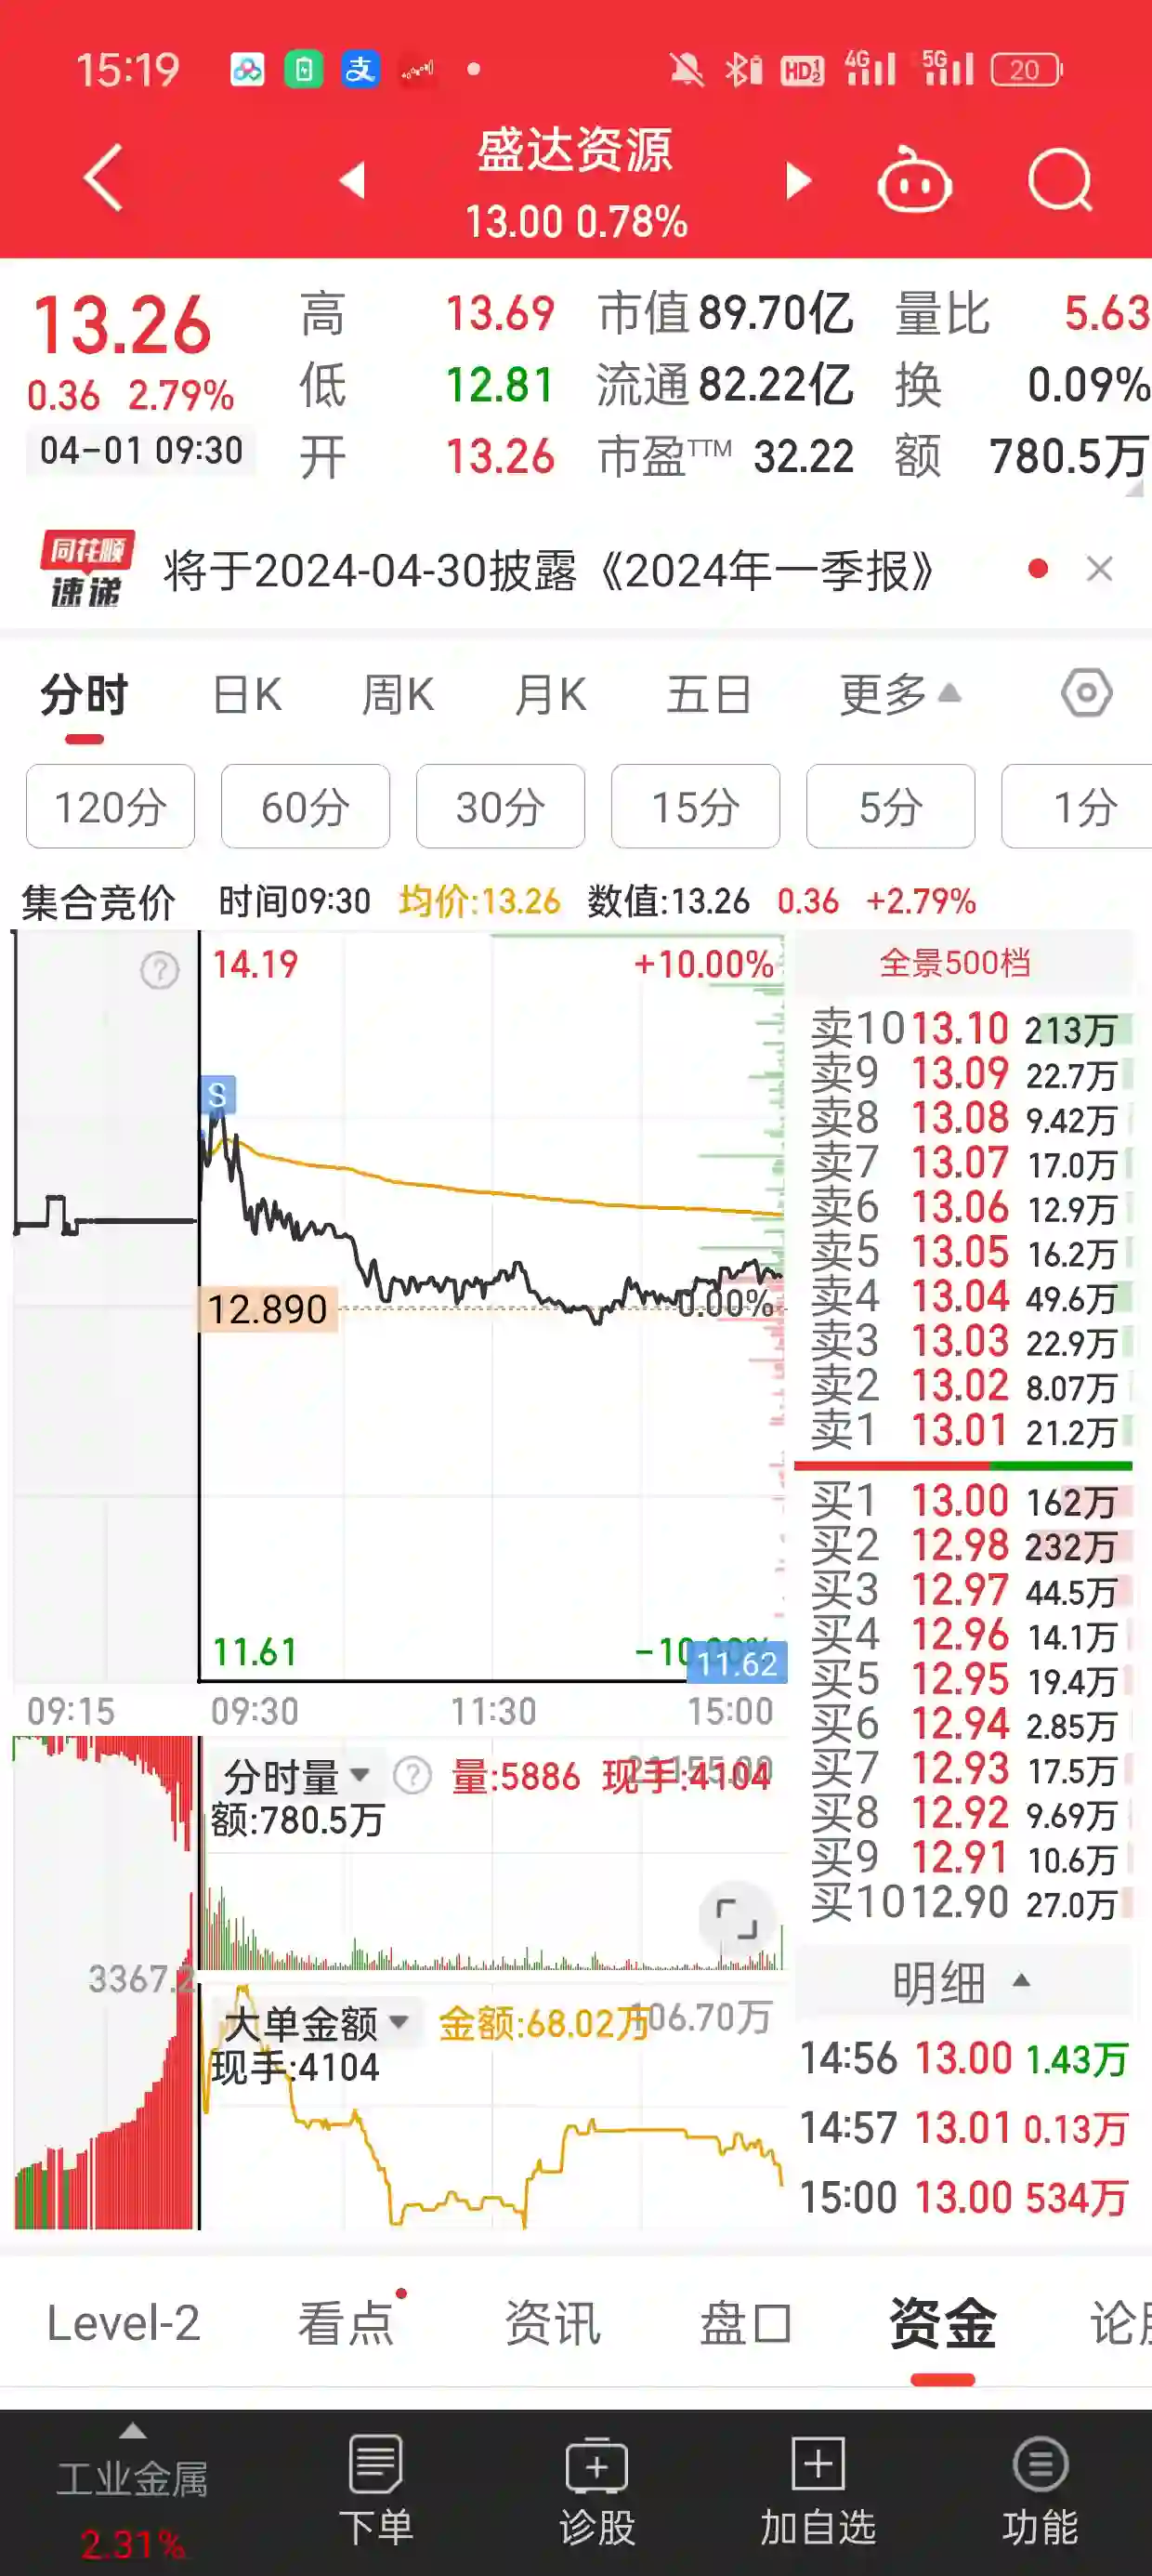 15:19 支 HD1 2 4G 5G 20
盛达资源
13.00 0.78%
13.26 高 13.69 市值 89.70亿 量比 5.63
0.36 2.79% 低 12.81 流通 82.22亿 换 0.09%
04-01 09:30 开 13.26 市盈TTM 32.22 额 780.5万
同花顺 速递 将于2024-04-30披露《2024年一季报》
分时 日K 周K 月K 五日 更多
120分 60分 30分 15分 5分 1分
集合竞价 时间09:30 均价:13.26 数值:13.26 0.36 +2.79%
? 14.19 +10.00%
S
12.890 0.00%
11.61 -10.00%
11.62
09:15 09:30 11:30 15:00
全景500档
卖10 13.10 213万
卖9 13.09 22.7万
卖8 13.08 9.42万
卖7 13.07 17.0万
卖6 13.06 12.9万
卖5 13.05 16.2万
卖4 13.04 49.6万
卖3 13.03 22.9万
卖2 13.02 8.07万
卖1 13.01 21.2万
买1 13.00 162万
买2 12.98 232万
买3 12.97 44.5万
买4 12.96 14.1万
买5 12.95 19.4万
买6 12.94 2.85万
买7 12.93 17.5万
买8 12.92 9.69万
买9 12.91 10.6万
买10 12.90 27.0万
分时量 ? 量:5886 现手:4104
额:780.5万
3367.2
大单金额 金额:68.02万 106.70万
现手:4104
明细
14:56 13.00 1.43万
14:57 13.01 0.13万
15:00 13.00 534万
Level-2 看点 资讯 盘口 资金
工业金属 下单 诊股 加自选 功能
2.31%